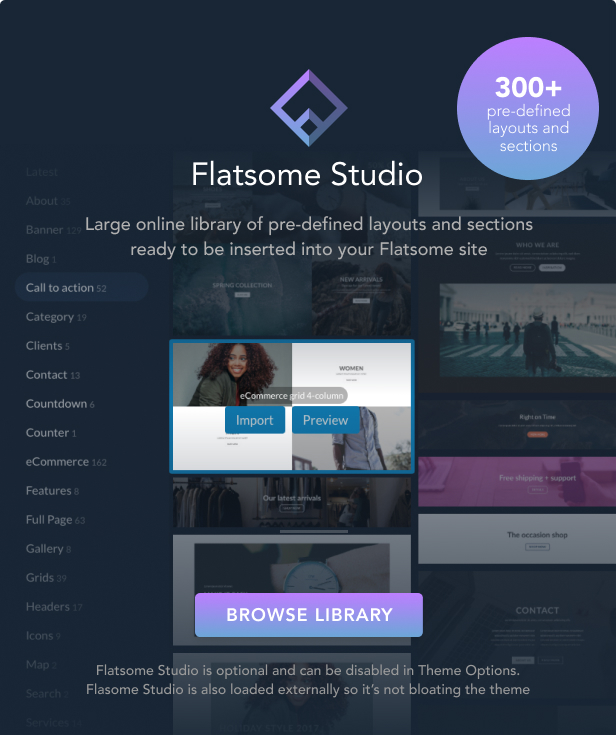 300+
pre-defined
layouts and
sections
Flatsome Studio
Large online library of pre-defined layouts and sections
ready to be inserted into your Flatsome site
Latest
About 35
Banner 129
Blog 1
Call to action 52
Category 19
Clients 5
Contact 13
Countdown 6
Counter 1
eCommerce 162
Features 8
Full Page 63
Gallery 8
Grids 39
Headers 17
Icons 9
Map 2
Search
Services
SPRING COLLECTION
NEW ARRIVALS
WOMEN
eCommerce grid 4-column
Import
Preview
Our latest arrivals
WHO WE ARE
Right on Time
Free shipping + support
The occasion shop
CONTACT
BROWSE LIBRARY
Flatsome Studio is optional and can be disabled in Theme Options.
Flasome Studio is also loaded externally so it's not bloating the theme